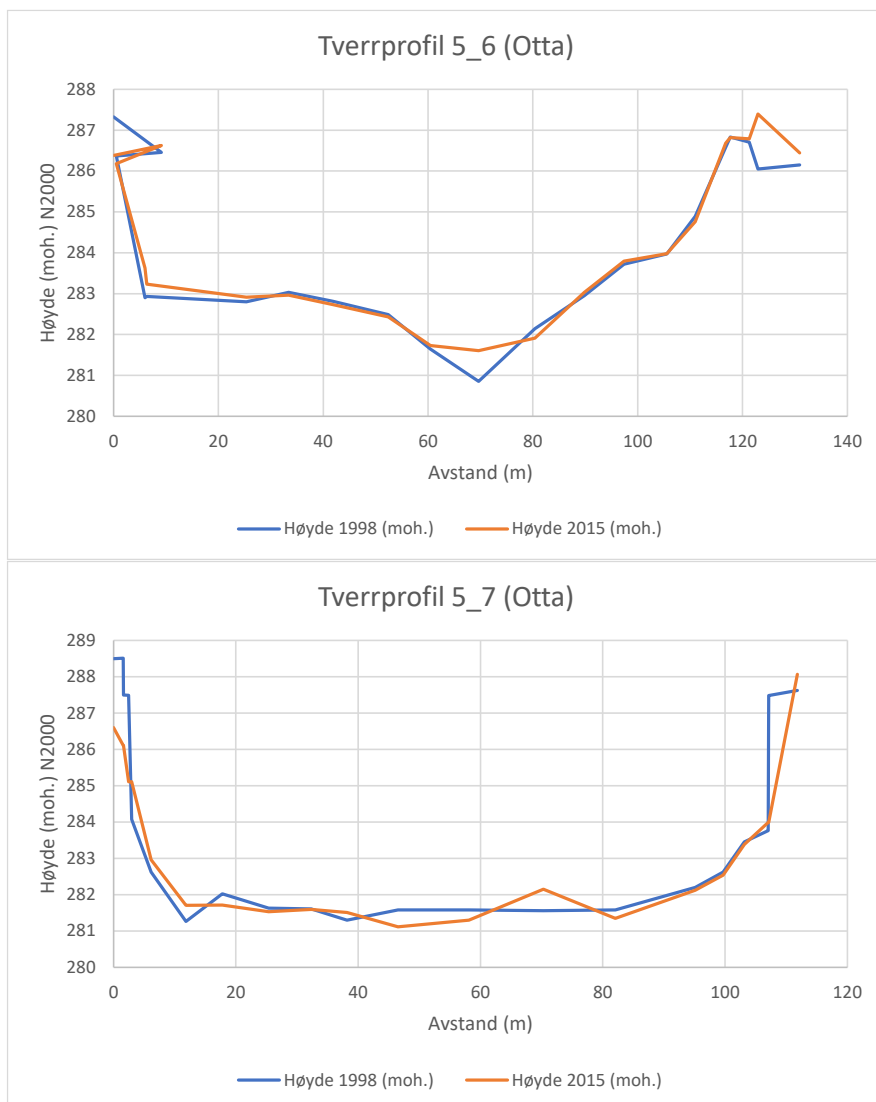 Tverrprofil 5_6 (Otta)
Høyde (moh.) N2000
288
287
286
285
284
283
282
281
280
0 20 40 60 80 100 120 140
Avstand (m)
Høyde 1998 (moh.) Høyde 2015 (moh.)
Tverrprofil 5_7 (Otta)
Høyde (moh.) N2000
289
288
287
286
285
284
283
282
281
280
0 20 40 60 80 100 120
Avstand (m)
Høyde 1998 (moh.) Høyde 2015 (moh.)